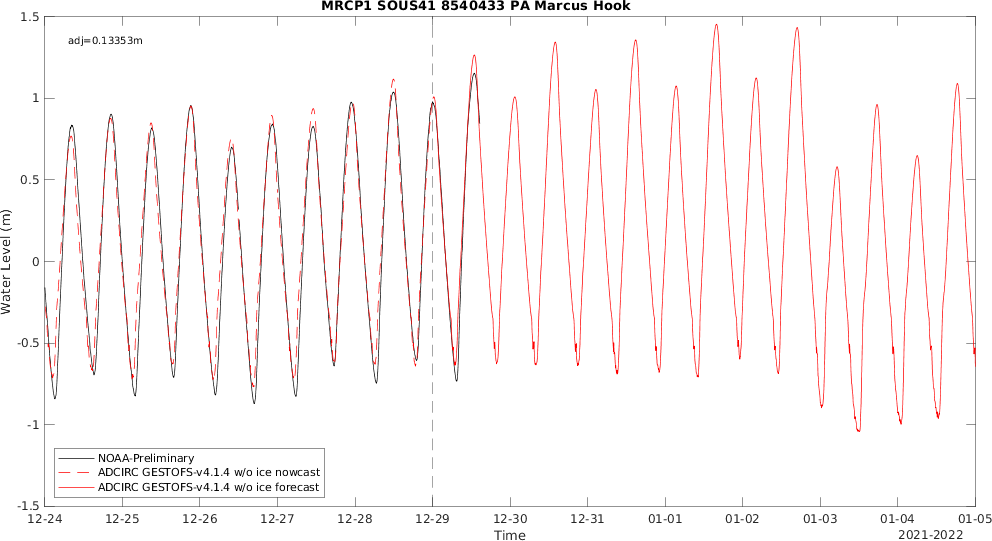 MRCP1 SOUS41 8540433 PA Marcus Hook
adj=0.13353m
1.5
1
0.5
0
-0.5
-1
-1.5
Water Level (m)
NOAA-Preliminary
ADCIRC GESTOFS-v4.1.4 w/o ice nowcast
ADCIRC GESTOFS-v4.1.4 w/o ice forecast
12-24 12-25 12-26 12-27 12-28 12-29 12-30 12-31 01-01 01-02 01-03 01-04 01-05
Time
2021-2022